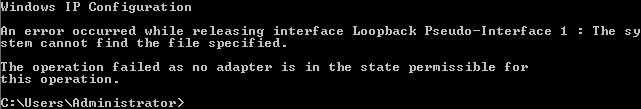 Windows IP Configuration
An error occurred while releasing interface Loopback Pseudo-Interface 1 : The sy
stem cannot find the file specified.
The operation failed as no adapter is in the state permissible for
this operation.
C:\Users\Administrator>